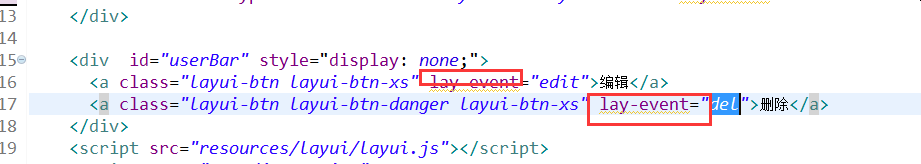 13 </div>
14
15 <div  id="userBar" style="display: none;">
16 <a class="layui-btn layui-btn-xs" lay-event="edit">编辑</a>
17 <a class="layui-btn layui-btn-danger layui-btn-xs" lay-event="del">删除</a>
18 </div>
19 <script src="resources/layui/layui.js"></script>